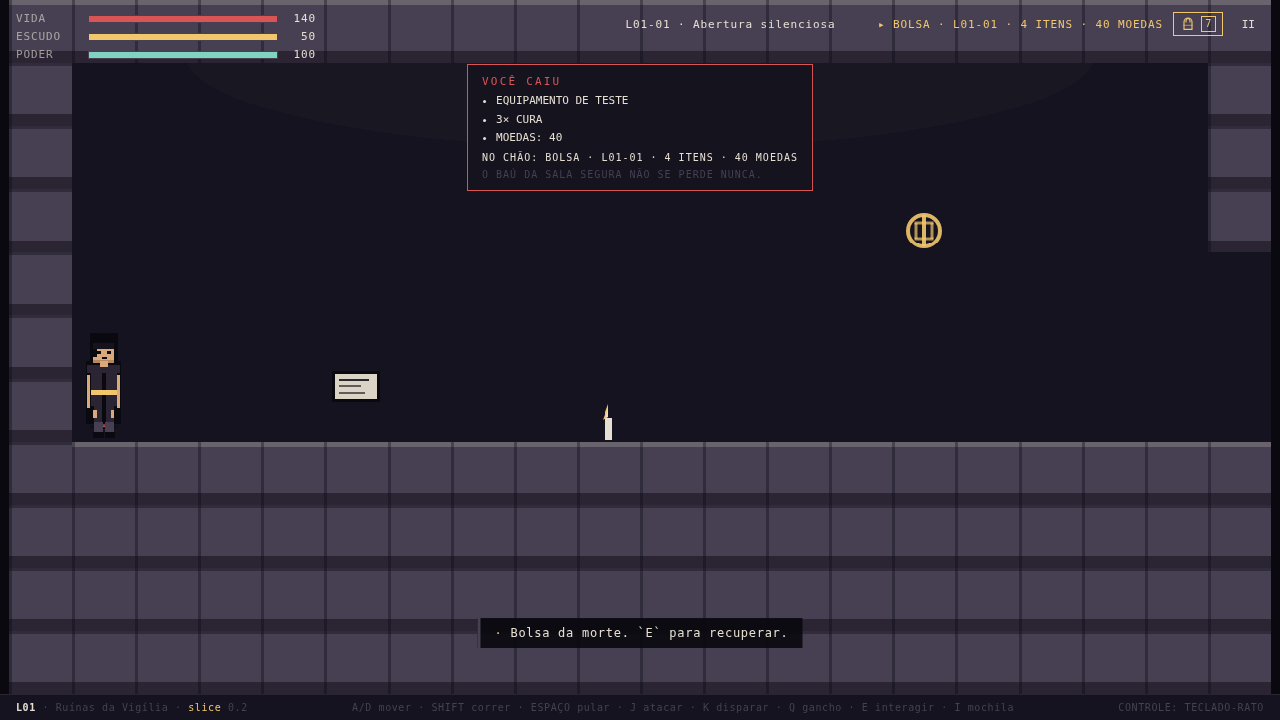 VIDA 140
ESCUDO 50
PODER 100
L01-01 · Abertura silenciosa
▸ BOLSA · L01-01 · 4 ITENS · 40 MOEDAS
7
II
VOCÊ CAIU
• EQUIPAMENTO DE TESTE
• 3× CURA
• MOEDAS: 40
NO CHÃO: BOLSA · L01-01 · 4 ITENS · 40 MOEDAS
O BAÚ DA SALA SEGURA NÃO SE PERDE NUNCA.
· Bolsa da morte. `E` para recuperar.
L01 · Ruínas da Vigília · slice 0.2
A/D mover · SHIFT correr · ESPAÇO pular · J atacar · K disparar · Q gancho · E interagir · I mochila
CONTROLE: TECLADO-RATO